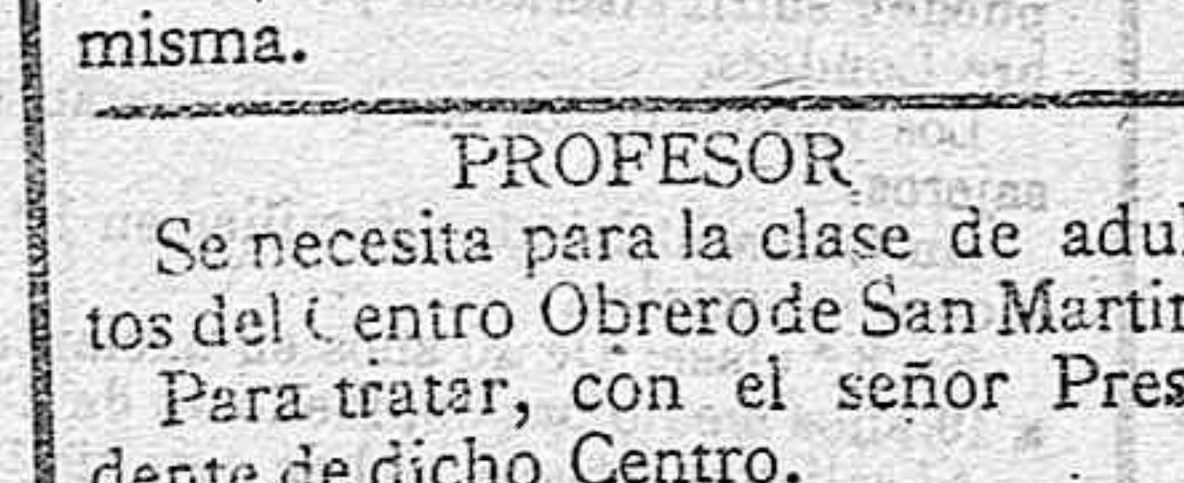 misma.
PROFESOR
Se necesita para la clase de adul
tos del Centro Obrero de San Martin
Para tratar, con el señor Pres
dente de dicho Centro.